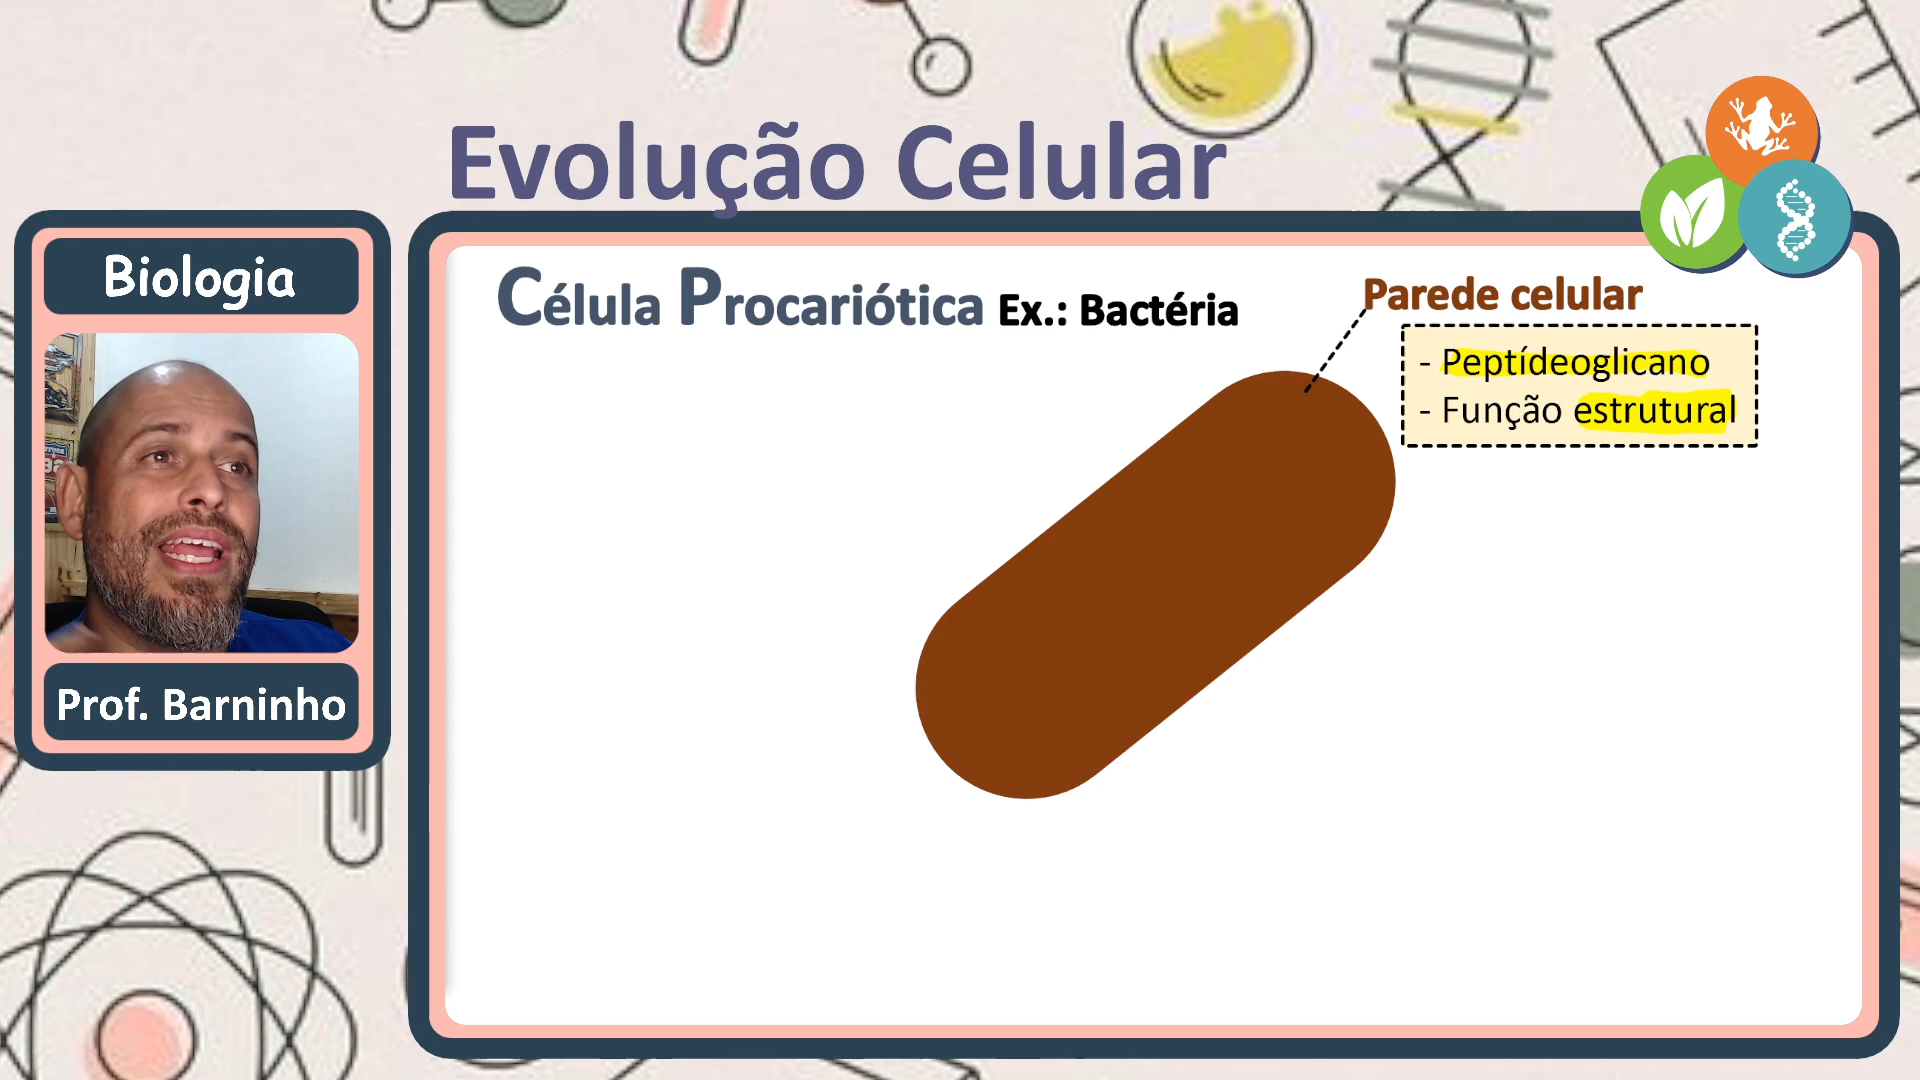 Evolução Celular
Biologia
Prof. Barninho
Célula Procariótica Ex.: Bactéria
Parede celular
- Peptídeoglicano
- Função estrutural